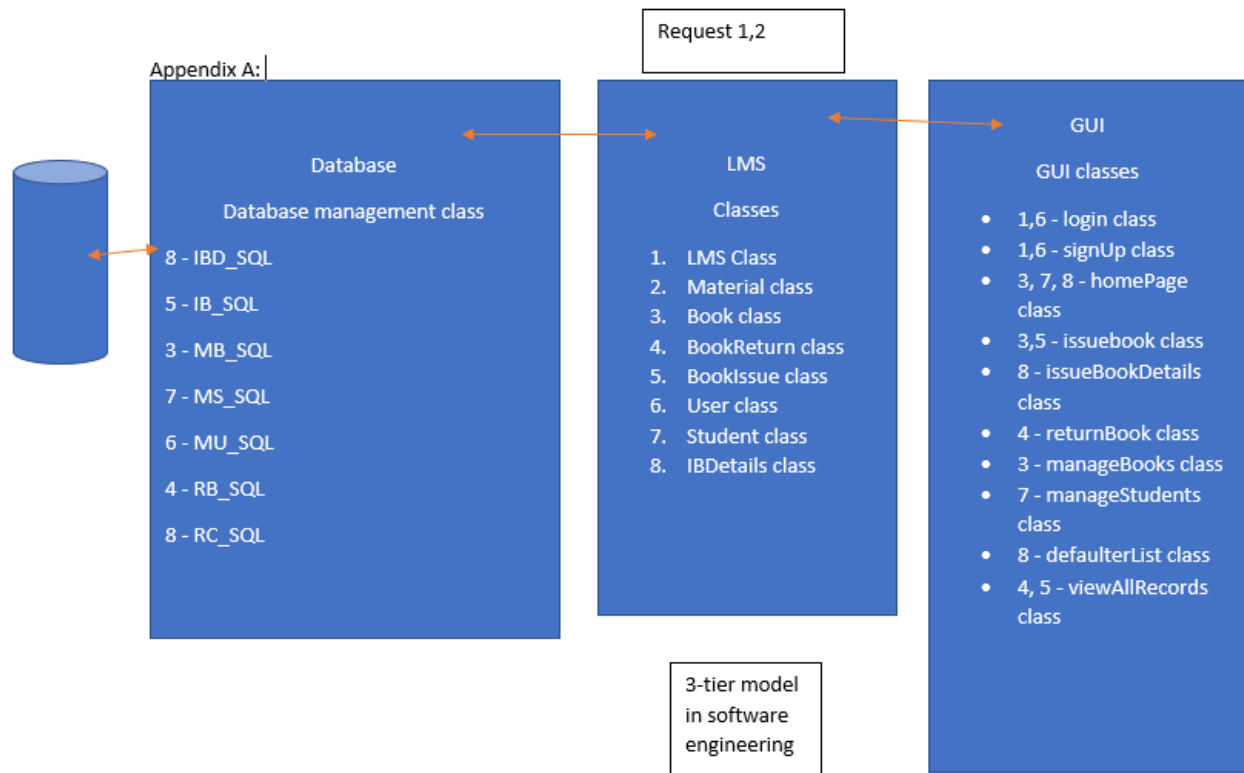 Request 1,2
Appendix A:
Database
Database management class
8 - IBD_SQL
5 - IB_SQL
3 - MB_SQL
7 - MS_SQL
6 - MU_SQL
4 - RB_SQL
8 - RC_SQL
LMS
Classes
1. LMS Class
2. Material class
3. Book class
4. BookReturn class
5. BookIssue class
6. User class
7. Student class
8. IBDetails class
GUI
GUI classes
• 1,6 - login class
• 1,6 - signUp class
• 3, 7, 8 - homePage
class
• 3,5 - issuebook class
• 8 - issueBookDetails
class
• 4 - returnBook class
• 3 - manageBooks class
• 7 - manageStudents
class
• 8 - defaulterList class
• 4, 5 - viewAllRecords
class
3-tier model
in software
engineering